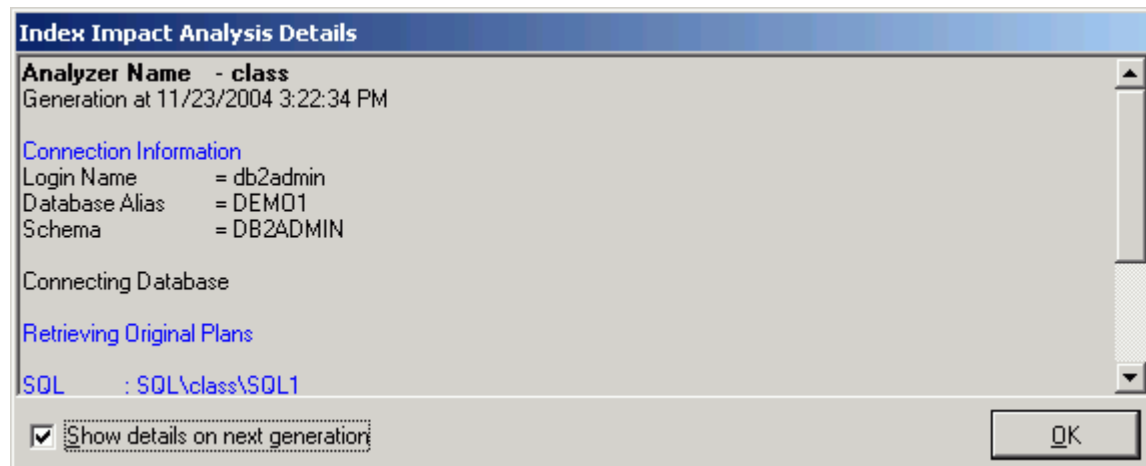 Index Impact Analysis Details
Analyzer Name - class
Generation at 11/23/2004 3:22:34 PM
Connection Information
Login Name = db2admin
Database Alias = DEMO1
Schema = DB2ADMIN
Connecting Database
Retrieving Original Plans
SQL : SQL\class\SQL1
Show details on next generation
OK